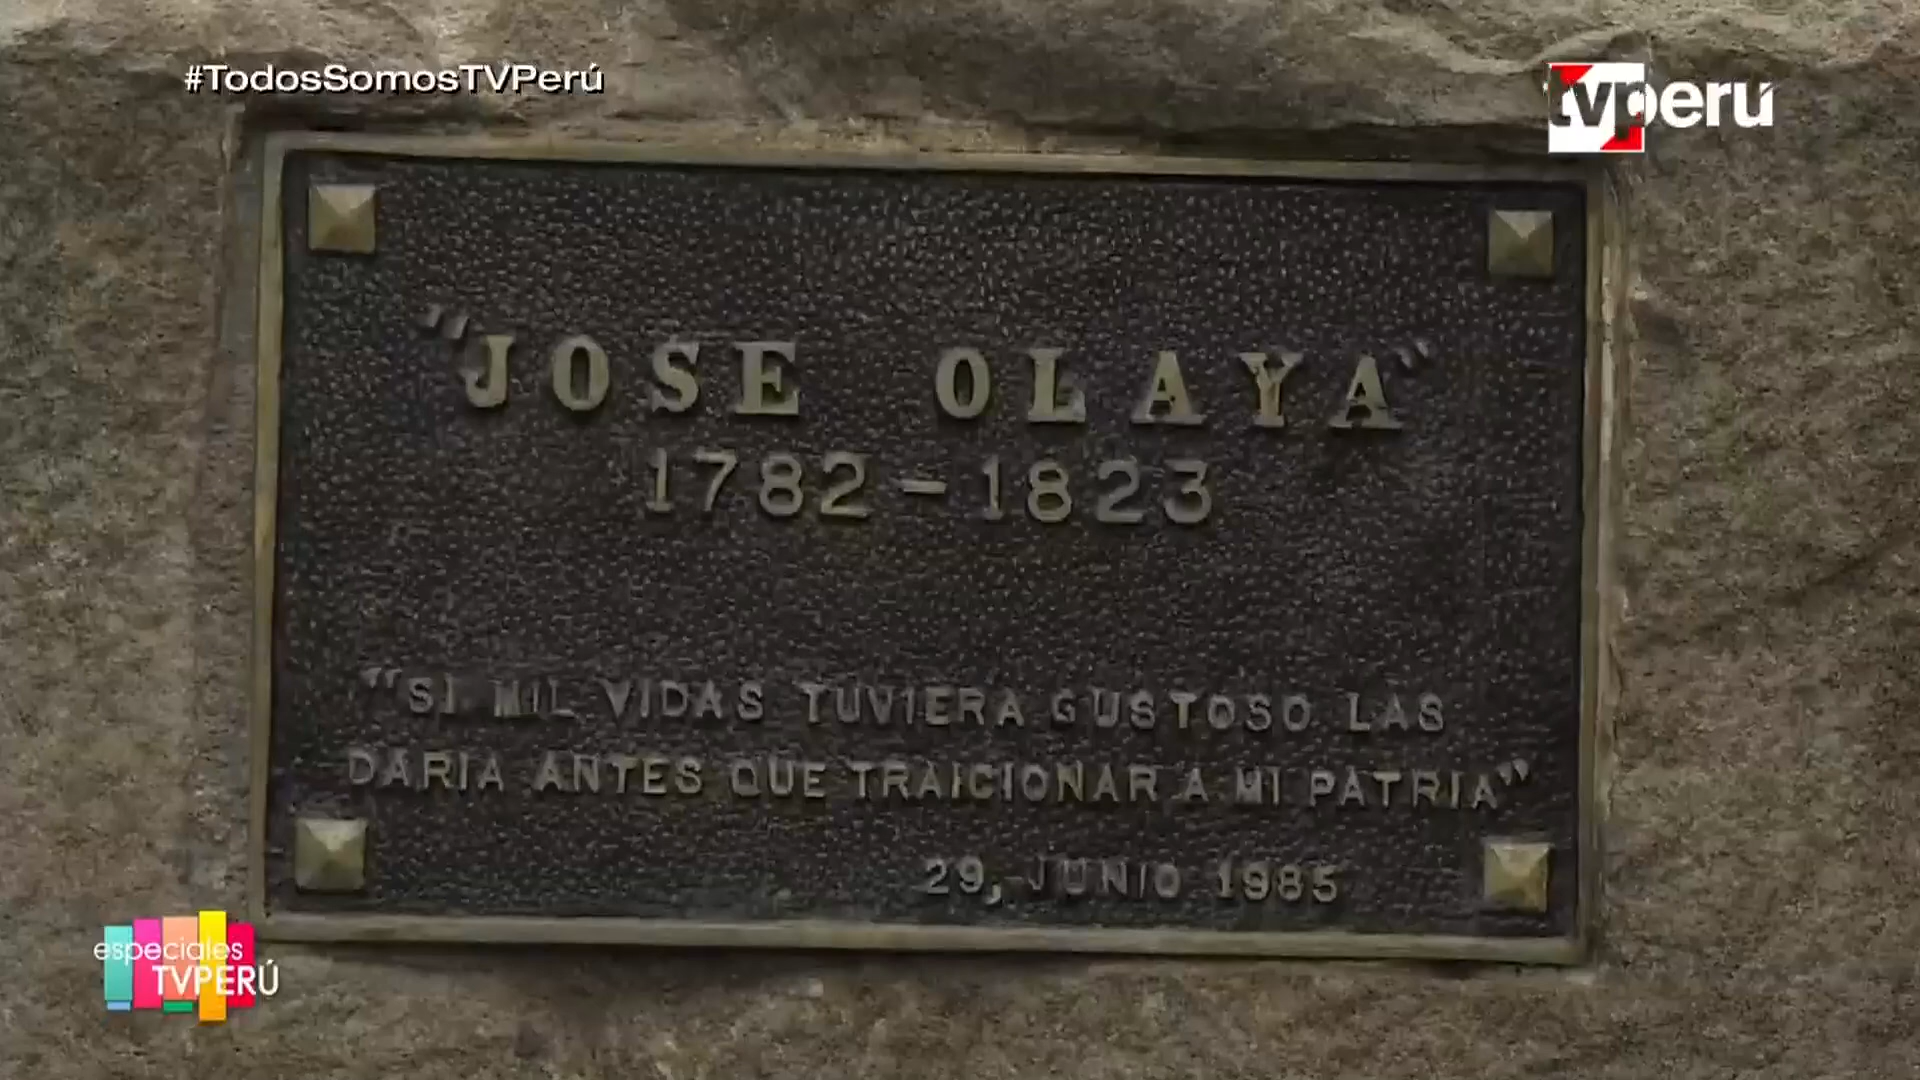 #TodosSomosTVPerú
tvperú
"JOSE OLAYA"
1782-1823
"SI MIL VIDAS TUVIERA GUSTOSO LAS
DARIA ANTES QUE TRAICIONAR A MI PATRIA"
29, JUNIO 1985
especiales
TVPERÚ